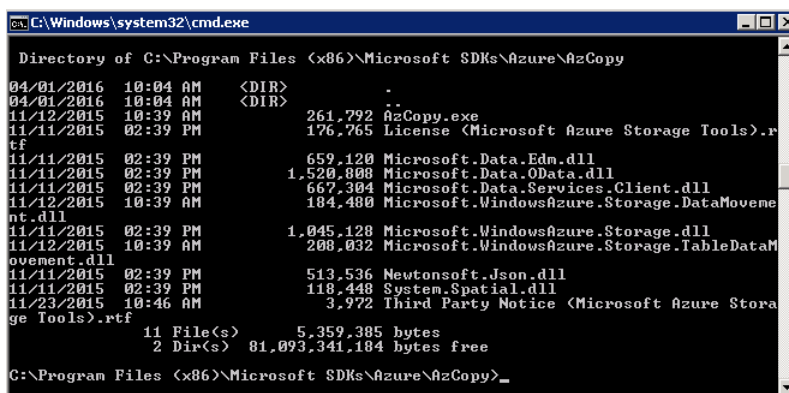 C:\Windows\system32\cmd.exe
Directory of C:\Program Files (x86)\Microsoft SDKs\Azure\AzCopy
04/01/2016 10:04 AM <DIR> .
04/01/2016 10:04 AM <DIR> ..
11/12/2015 10:39 AM 261,792 AzCopy.exe
11/11/2015 02:39 PM 176,765 License (Microsoft Azure Storage Tools).r
tf
11/11/2015 02:39 PM 659,120 Microsoft.Data.Edm.dll
11/11/2015 02:39 PM 1,520,808 Microsoft.Data.OData.dll
11/11/2015 02:39 PM 667,304 Microsoft.Data.Services.Client.dll
11/12/2015 10:39 AM 184,480 Microsoft.WindowsAzure.Storage.DataMoveme
nt.dll
11/11/2015 02:39 PM 1,045,128 Microsoft.WindowsAzure.Storage.dll
11/12/2015 10:39 AM 208,032 Microsoft.WindowsAzure.Storage.TableDataM
ovement.dll
11/11/2015 02:39 PM 513,536 Newtonsoft.Json.dll
11/11/2015 02:39 PM 118,448 System.Spatial.dll
11/23/2015 10:46 AM 3,972 Third Party Notice (Microsoft Azure Stora
ge Tools).rtf
11 File(s) 5,359,385 bytes
2 Dir(s) 81,093,341,184 bytes free
C:\Program Files (x86)\Microsoft SDKs\Azure\AzCopy>_